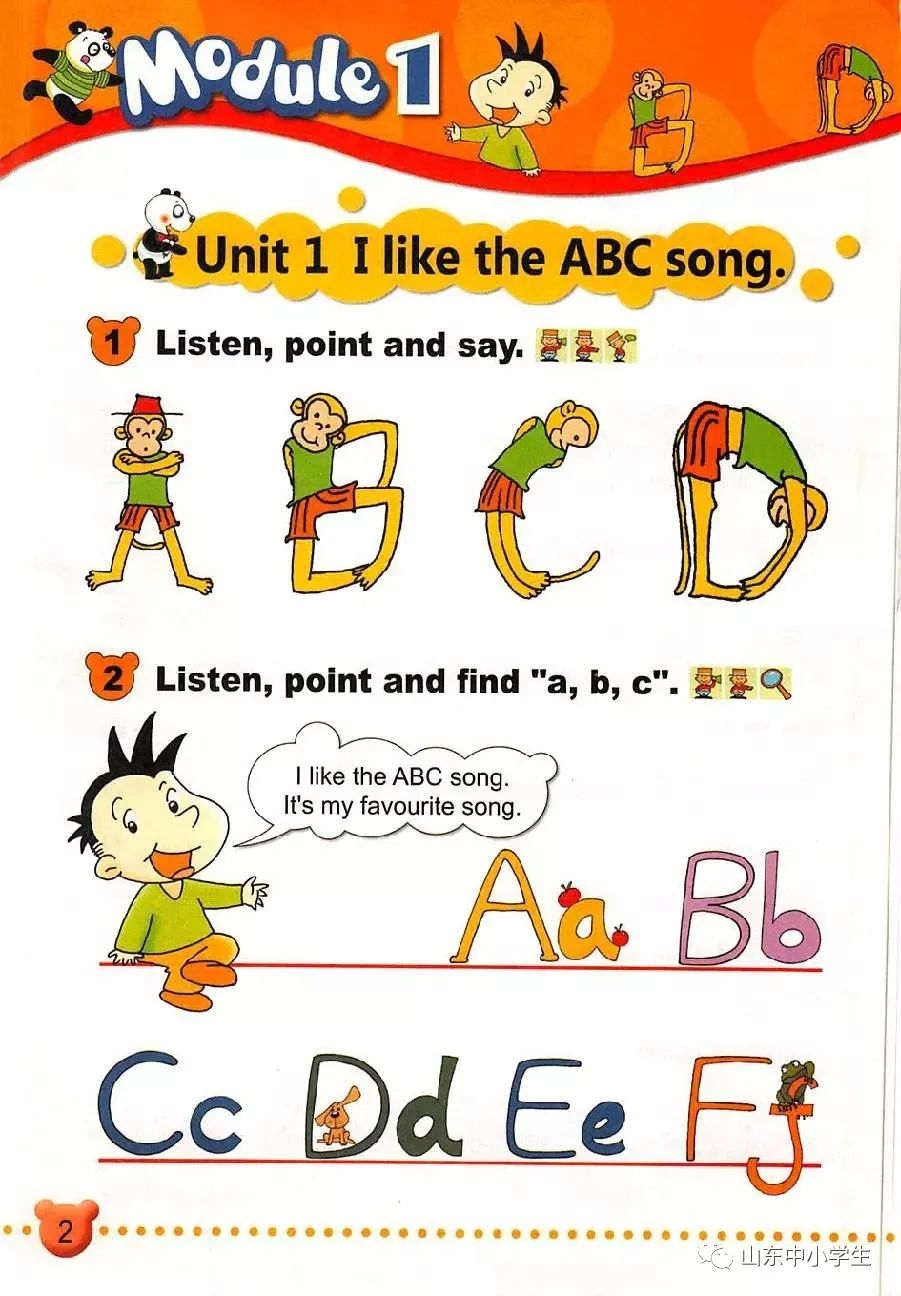 Module 1
Unit 1 I like the ABC song.
1 Listen, point and say.
A B C D
2 Listen, point and find "a, b, c".
I like the ABC song.
It's my favourite song.
Aa Bb
Cc Dd Ee Ff
2
山东中小学生